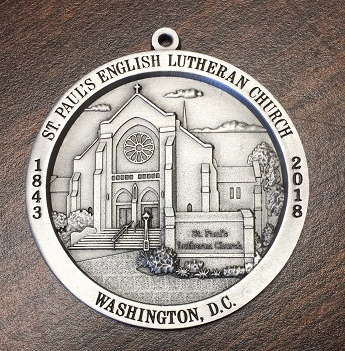 ST. PAUL'S ENGLISH LUTHERAN CHURCH
1843
2018
St. Paul's
Lutheran Church
WASHINGTON, D.C.